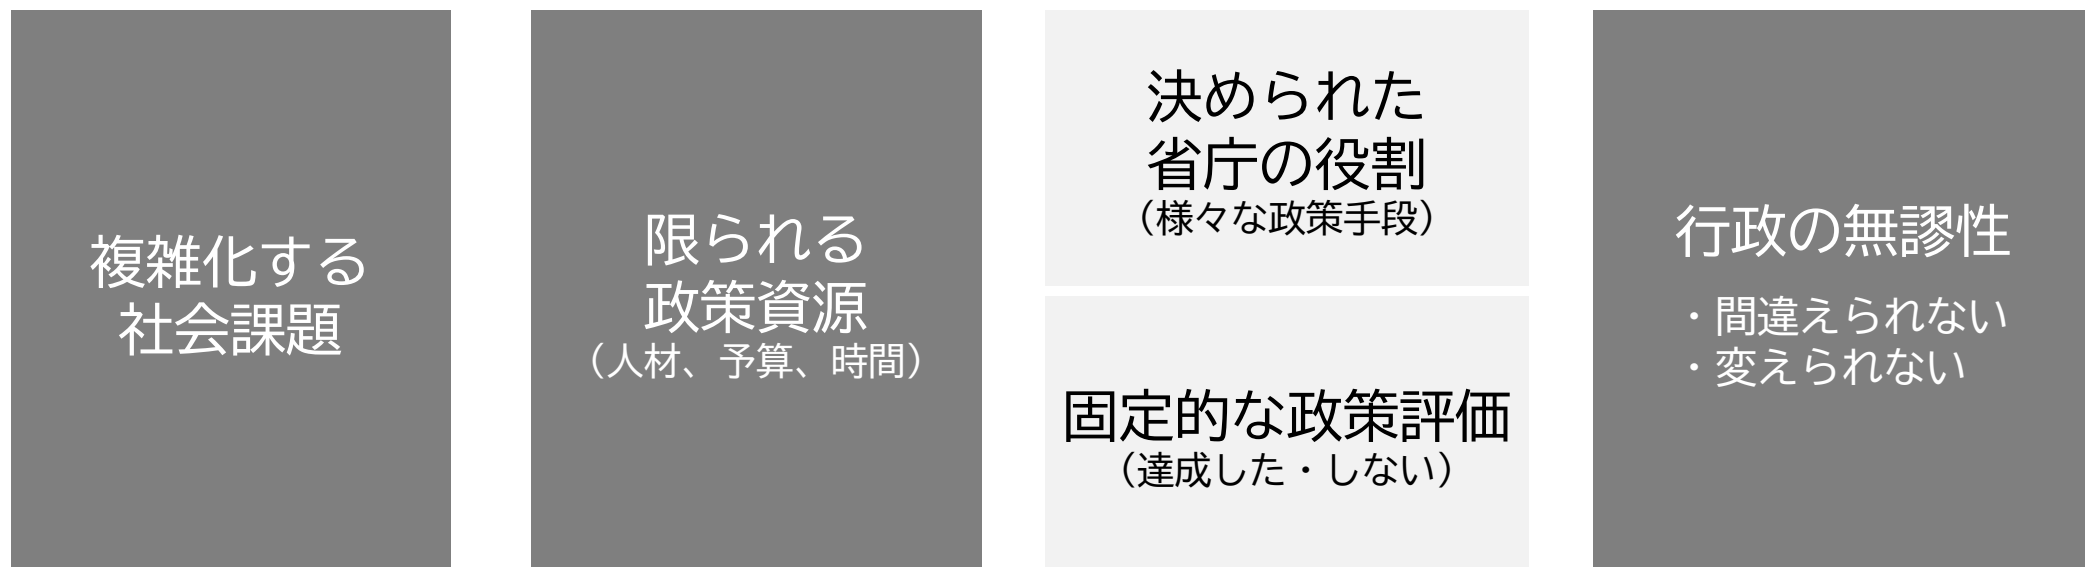 複雑化する
社会課題
限られる
政策資源
（人材、予算、時間）
決められた
省庁の役割
（様々な政策手段）
固定的な政策評価
（達成した・しない）
行政の無謬性
・間違えられない
・変えられない